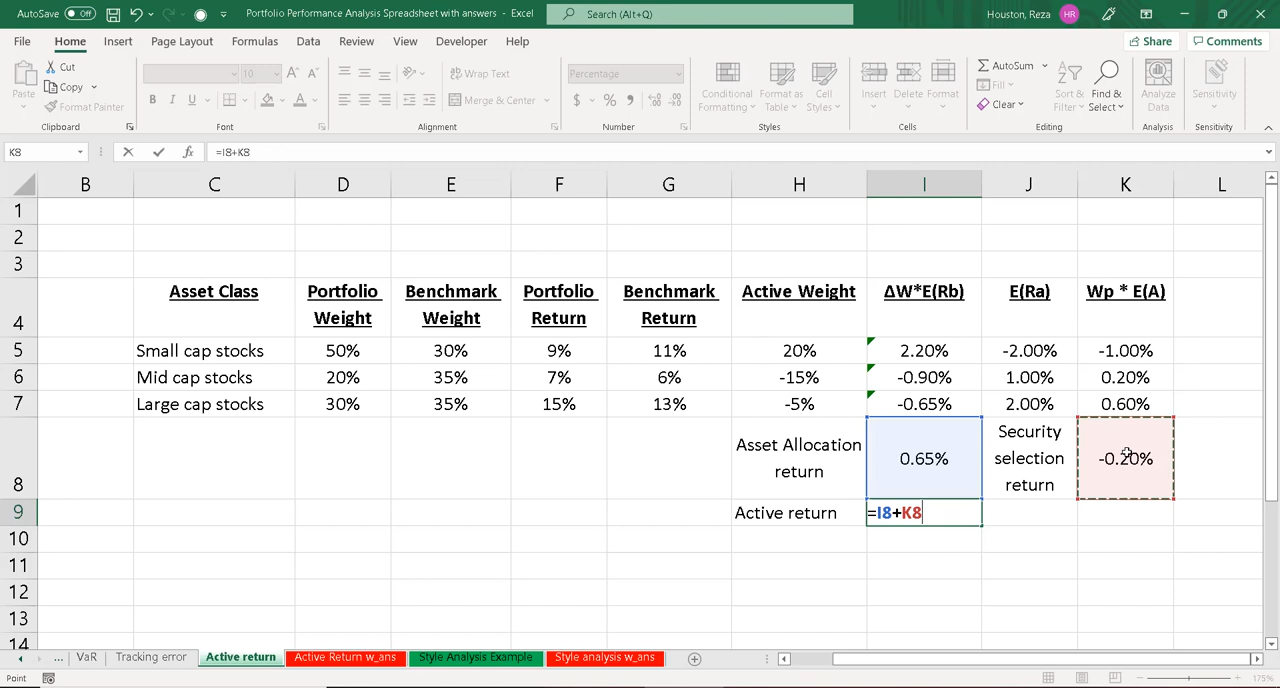 AutoSave Off Portfolio Performance Analysis Spreadsheet with answers - Excel Search (Alt+Q) Houston, Reza HR
File Home Insert Page Layout Formulas Data Review View Developer Help Share Comments
Paste Cut Copy Format Painter
Clipboard
10 A A B I U A
Font
Wrap Text Merge & Center
Alignment
Percentage $ % ,
Number
Conditional Formatting Format as Table Cell Styles
Styles
Insert Delete Format
Cells
AutoSum Fill Clear Sort & Filter Find & Select
Editing
Analyze Data
Analysis
Sensitivity
Sensitivity
K8 fx =I8+K8
B C D E F G H I J K L
1
2
3
4 Asset Class Portfolio Weight Benchmark Weight Portfolio Return Benchmark Return Active Weight ΔW*E(Rb) E(Ra) Wp * E(A)
5 Small cap stocks 50% 30% 9% 11% 20% 2.20% -2.00% -1.00%
6 Mid cap stocks 20% 35% 7% 6% -15% -0.90% 1.00% 0.20%
7 Large cap stocks 30% 35% 15% 13% -5% -0.65% 2.00% 0.60%
8 Asset Allocation return 0.65% Security selection return -0.20%
9 Active return =I8+K8
10
11
12
13
14
... VaR Tracking error Active return Active Return w_ans Style Analysis Example Style analysis w_ans
Point 175%